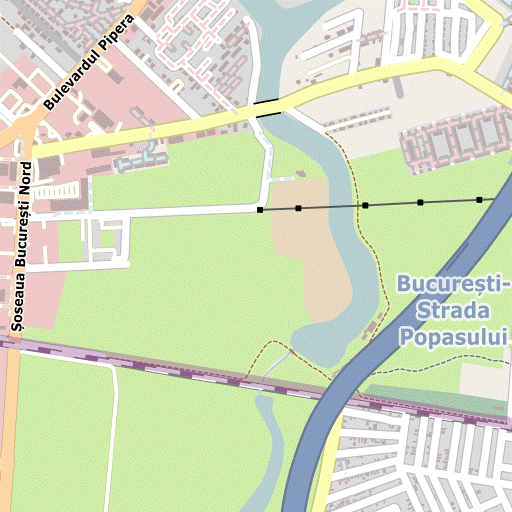 Bulevardul Pipera
Șoseaua București Nord
București-
Strada
Popasului